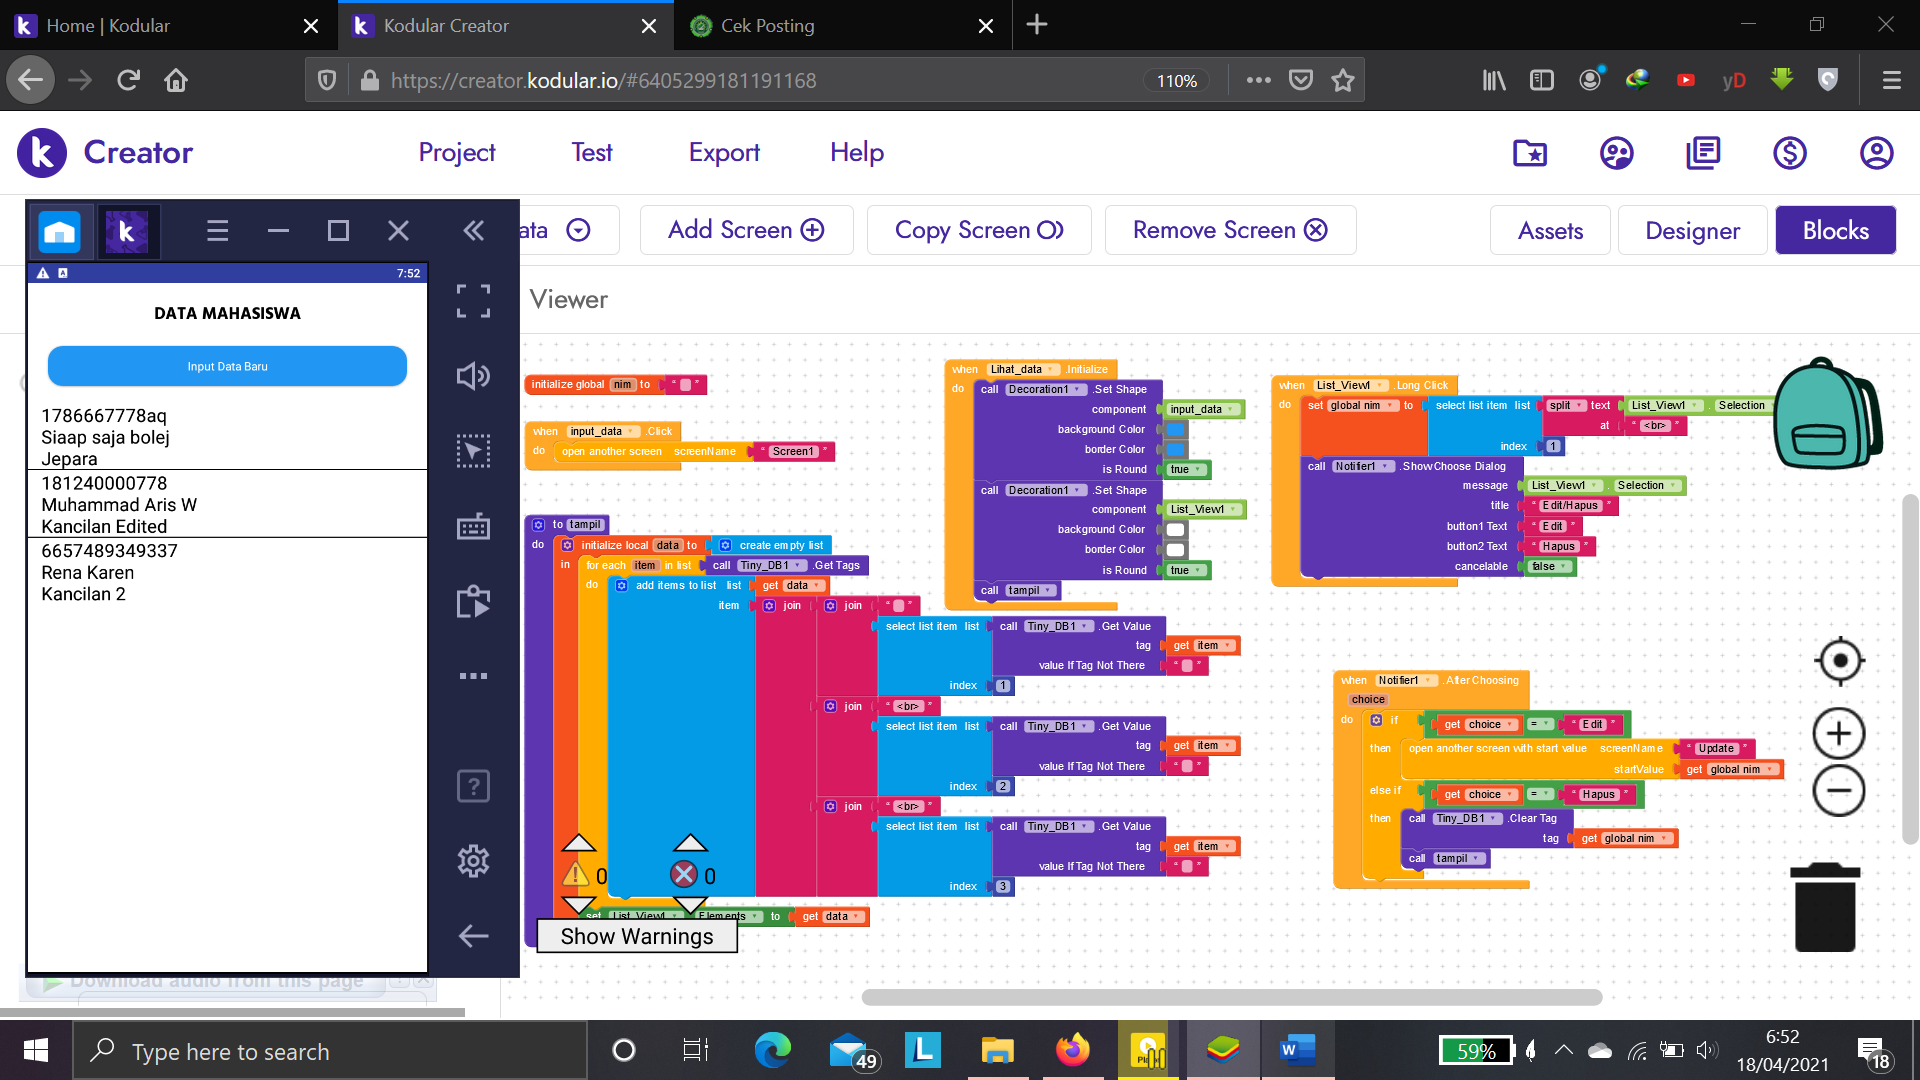 Home | Kodular
Kodular Creator
Cek Posting
https://creator.kodular.io/#6405299181191168
110%
yD
k Creator
Project
Test
Export
Help
ata
Add Screen
Copy Screen
Remove Screen
Assets
Designer
Blocks
Viewer
7:52
DATA MAHASISWA
Input Data Baru
1786667778aq
Siaap saja bolej
Jepara
181240000778
Muhammad Aris W
Kancilan Edited
6657489349337
Rena Karen
Kancilan 2
Download audio from this page
initialize global nim to “ ”
when input_data .Click
do open another screen screenName “ Screen1 ”
to tampil
do initialize local data to create empty list
in for each item in list call Tiny_DB1 .Get Tags
do add items to list list get data
item join join “ ”
select list item list call Tiny_DB1 .Get Value
tag get item
value If Tag Not There “ ”
index 1
join “ <br> ”
select list item list call Tiny_DB1 .Get Value
tag get item
value If Tag Not There “ ”
index 2
join “ <br> ”
select list item list call Tiny_DB1 .Get Value
tag get item
value If Tag Not There “ ”
index 3
set List_View1 . Elements to get data
0
0
Show Warnings
when Lihat_data .Initialize
do call Decoration1 .Set Shape
component input_data
background Color
border Color
is Round true
call Decoration1 .Set Shape
component List_View1
background Color
border Color
is Round true
call tampil
when List_View1 .Long Click
do set global nim to select list item list split text List_View1 . Selection
at “ <br> ”
index 1
call Notifier1 .Show Choose Dialog
message List_View1 . Selection
title “ Edit/Hapus ”
button1 Text “ Edit ”
button2 Text “ Hapus ”
cancelable false
when Notifier1 .After Choosing
choice
do if get choice = “ Edit ”
then open another screen with start value screenName “ Update ”
startValue get global nim
else if get choice = “ Hapus ”
then call Tiny_DB1 .Clear Tag
tag get global nim
call tampil
Type here to search
49
L
W
59%
6:52
18/04/2021
18